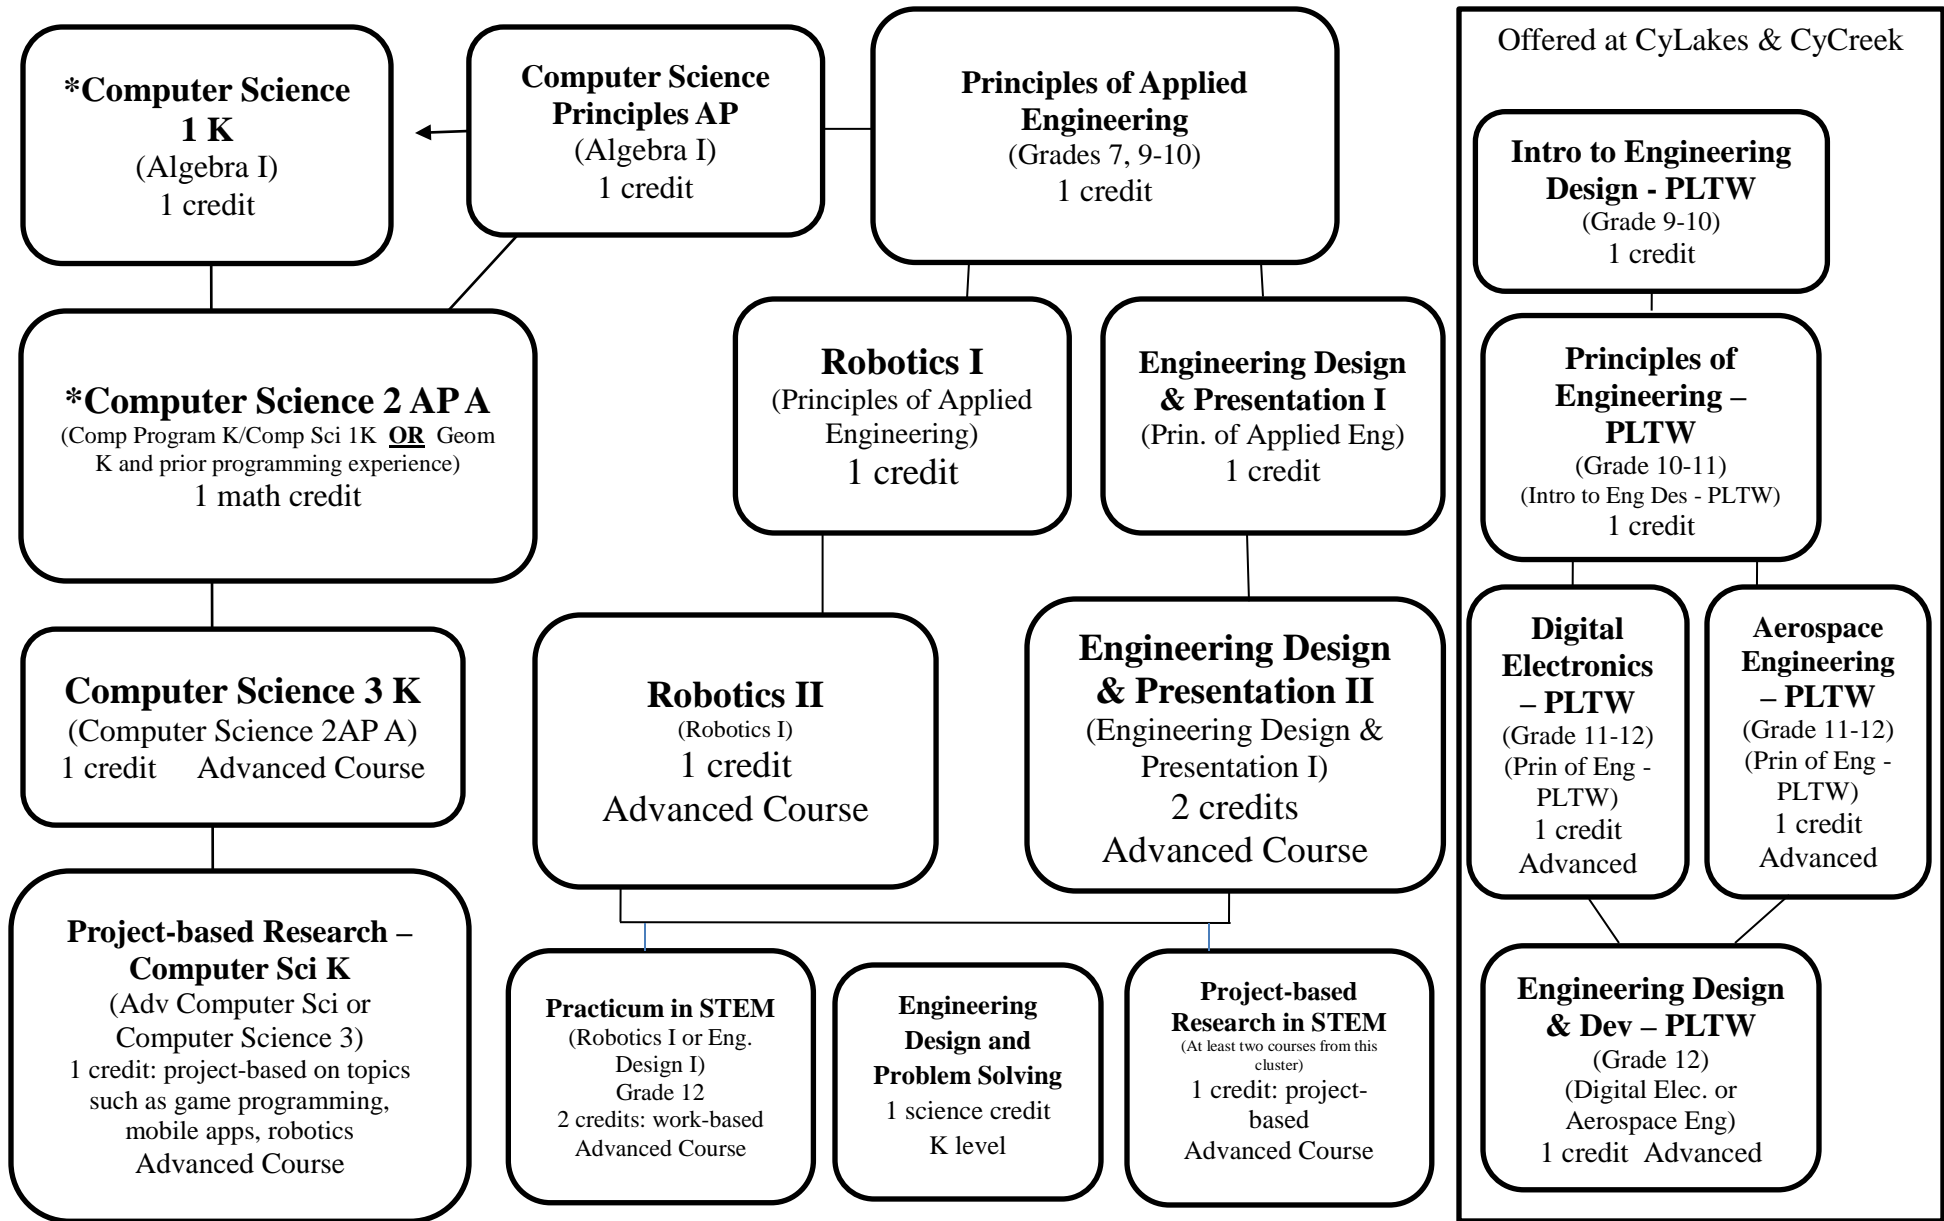 *Computer Science
1 K
(Algebra I)
1 credit
Computer Science
Principles AP
(Algebra I)
1 credit
Principles of Applied
Engineering
(Grades 7, 9-10)
1 credit
Offered at CyLakes & CyCreek
Intro to Engineering
Design - PLTW
(Grade 9-10)
1 credit
*Computer Science 2 AP A
(Comp Program K/Comp Sci 1K OR Geom
K and prior programming experience)
1 math credit
Robotics I
(Principles of Applied
Engineering)
1 credit
Engineering Design
& Presentation I
(Prin. of Applied Eng)
1 credit
Principles of
Engineering –
PLTW
(Grade 10-11)
(Intro to Eng Des - PLTW)
1 credit
Computer Science 3 K
(Computer Science 2AP A)
1 credit Advanced Course
Robotics II
(Robotics I)
1 credit
Advanced Course
Engineering Design
& Presentation II
(Engineering Design &
Presentation I)
2 credits
Advanced Course
Digital
Electronics
– PLTW
(Grade 11-12)
(Prin of Eng -
PLTW)
1 credit
Advanced
Aerospace
Engineering
– PLTW
(Grade 11-12)
(Prin of Eng -
PLTW)
1 credit
Advanced
Project-based Research –
Computer Sci K
(Adv Computer Sci or
Computer Science 3)
1 credit: project-based on topics
such as game programming,
mobile apps, robotics
Advanced Course
Practicum in STEM
(Robotics I or Eng.
Design I)
Grade 12
2 credits: work-based
Advanced Course
Engineering
Design and
Problem Solving
1 science credit
K level
Project-based
Research in STEM
(At least two courses from this
cluster)
1 credit: project-
based
Advanced Course
Engineering Design
& Dev – PLTW
(Grade 12)
(Digital Elec. or
Aerospace Eng)
1 credit Advanced